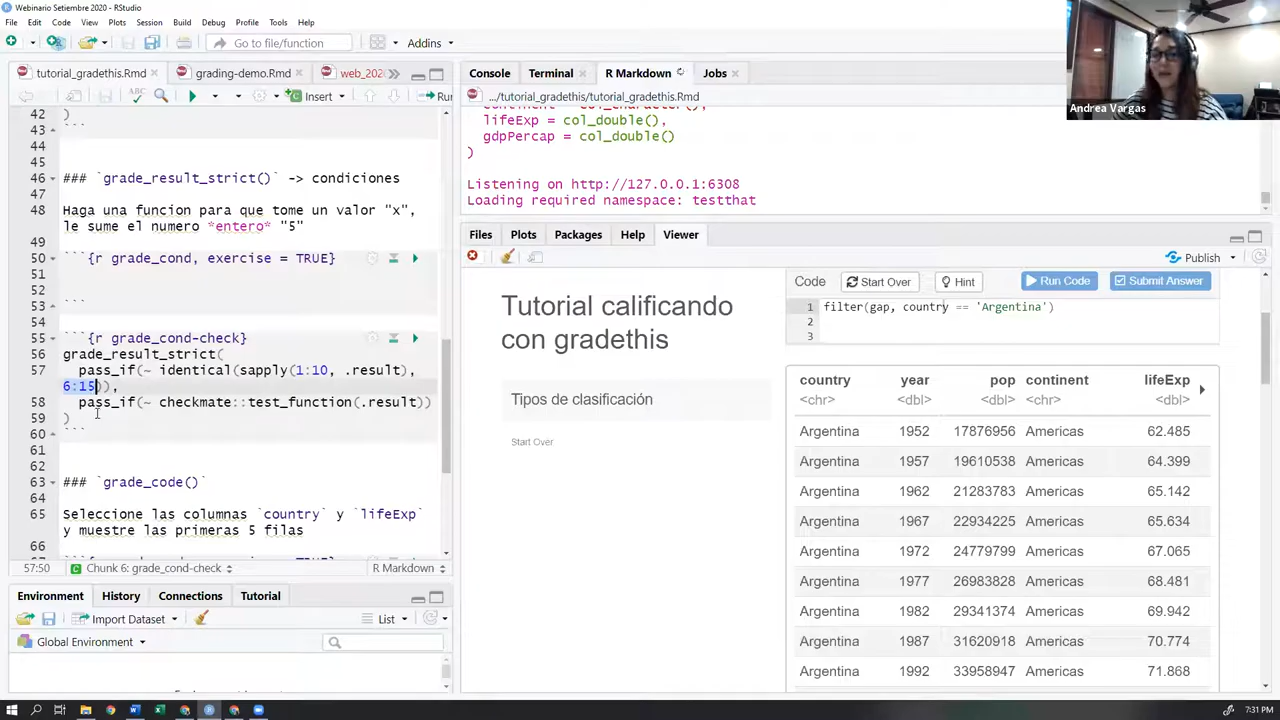 Webinario Setiembre 2020 - RStudio
File Edit Code View Plots Session Build Debug Profile Tools Help
Go to file/function Addins
tutorial_gradethis.Rmd grading-demo.Rmd web_202
Insert Run
42 )
43 ```
44
45
46 ### `grade_result_strict()` -> condiciones
47
48 Haga una funcion para que tome un valor "x",
le sume el numero *entero* "5"
49
50 ```{r grade_cond, exercise = TRUE}
51
52
53 ```
54
55 ```{r grade_cond-check}
56 grade_result_strict(
57 pass_if(~ identical(sapply(1:10, .result),
6:15)),
58 pass_if(~ checkmate::test_function(.result))
59 )
60 ```
61
62
63 ### `grade_code()`
64
65 Seleccione las columnas `country` y `lifeExp`
y muestre las primeras 5 filas
66
57:50 Chunk 6: grade_cond-check R Markdown
Environment History Connections Tutorial
Import Dataset List
Global Environment
Console Terminal R Markdown Jobs
.../tutorial_gradethis/tutorial_gradethis.Rmd
continent = col_character(),
lifeExp = col_double(),
gdpPercap = col_double()
)
Listening on http://127.0.0.1:6308
Loading required namespace: testthat
Files Plots Packages Help Viewer
Publish
Tutorial calificando
con gradethis
Tipos de clasificación
Start Over
Code Start Over Hint Run Code Submit Answer
1 filter(gap, country == 'Argentina')
2
3
country year pop continent lifeExp
<chr> <dbl> <dbl> <chr> <dbl>
Argentina 1952 17876956 Americas 62.485
Argentina 1957 19610538 Americas 64.399
Argentina 1962 21283783 Americas 65.142
Argentina 1967 22934225 Americas 65.634
Argentina 1972 24779799 Americas 67.065
Argentina 1977 26983828 Americas 68.481
Argentina 1982 29341374 Americas 69.942
Argentina 1987 31620918 Americas 70.774
Argentina 1992 33958947 Americas 71.868
Andrea Vargas
7:31 PM